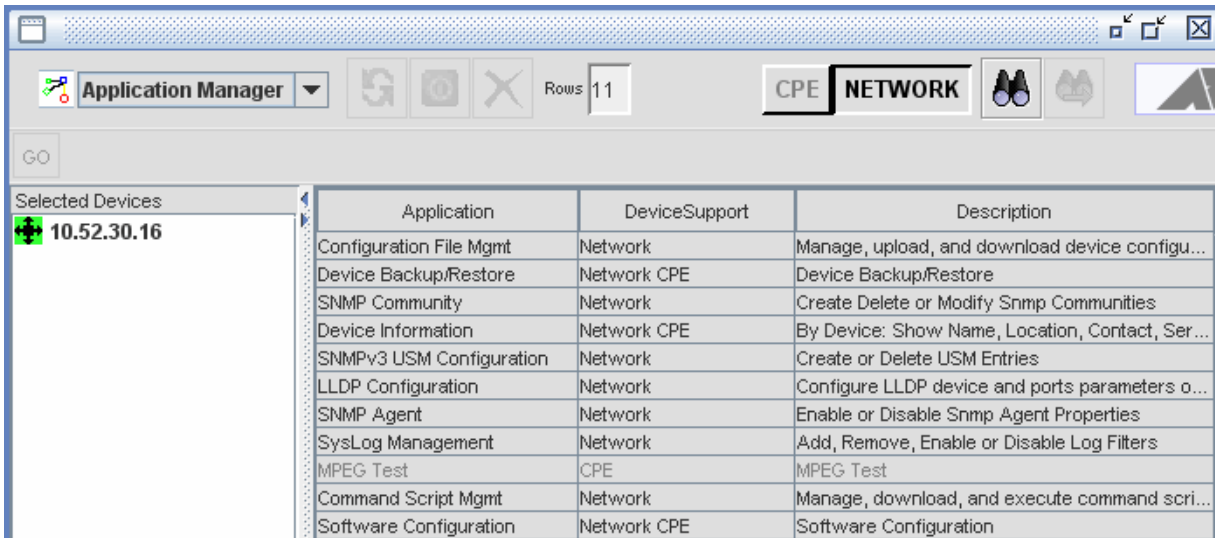 Application Manager Rows 11 CPE NETWORK
GO
Selected Devices
10.52.30.16
Application DeviceSupport Description
Configuration File Mgmt Network Manage, upload, and download device configu...
Device Backup/Restore Network CPE Device Backup/Restore
SNMP Community Network Create Delete or Modify Snmp Communities
Device Information Network CPE By Device: Show Name, Location, Contact, Ser...
SNMPv3 USM Configuration Network Create or Delete USM Entries
LLDP Configuration Network Configure LLDP device and ports parameters o...
SNMP Agent Network Enable or Disable Snmp Agent Properties
SysLog Management Network Add, Remove, Enable or Disable Log Filters
MPEG Test CPE MPEG Test
Command Script Mgmt Network Manage, download, and execute command scri...
Software Configuration Network CPE Software Configuration